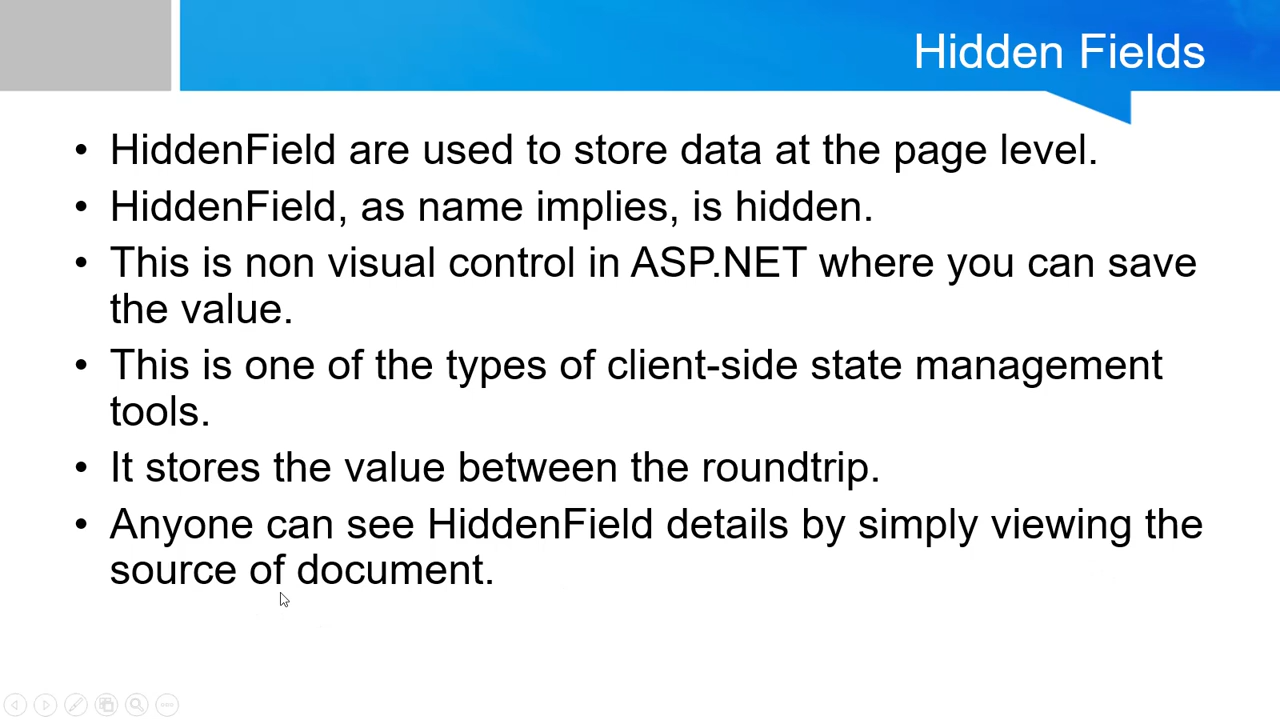 Hidden Fields
• HiddenField are used to store data at the page level.
• HiddenField, as name implies, is hidden.
• This is non visual control in ASP.NET where you can save
the value.
• This is one of the types of client-side state management
tools.
• It stores the value between the roundtrip.
• Anyone can see HiddenField details by simply viewing the
source of document.